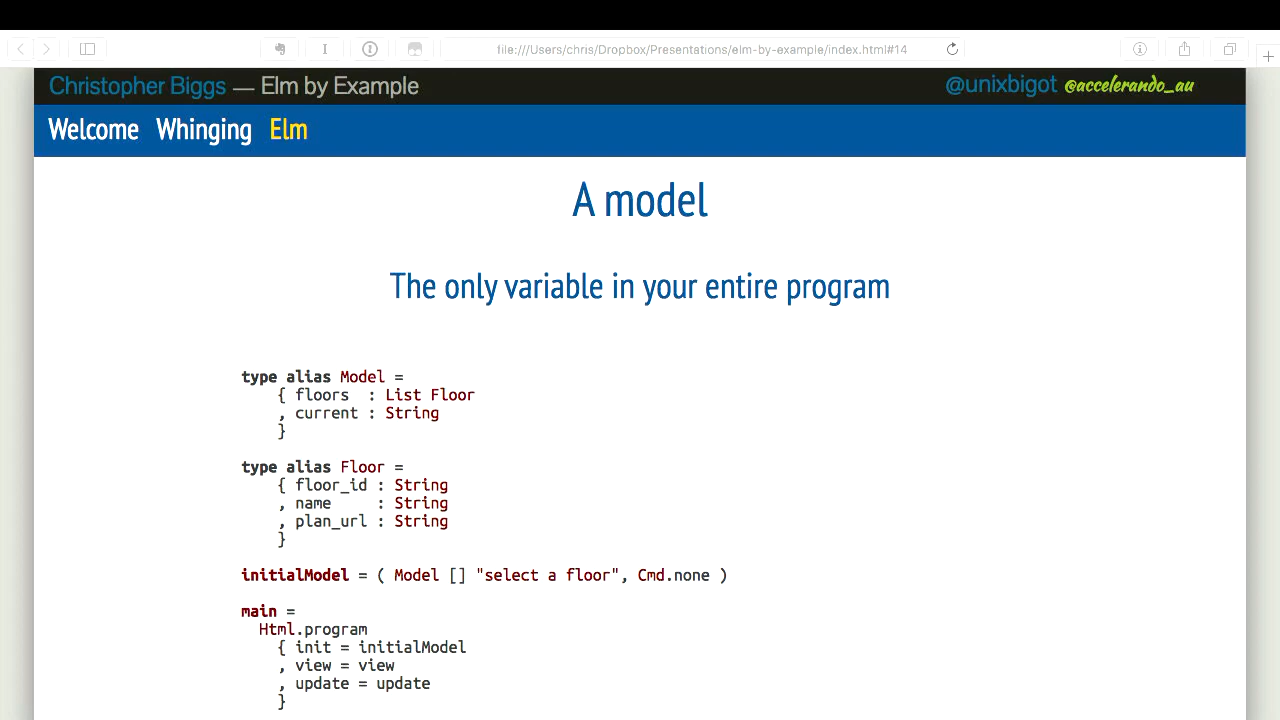 file:///Users/chris/Dropbox/Presentations/elm-by-example/index.html#14
Christopher Biggs — Elm by Example
@unixbigot @accelerando_au
Welcome Whinging Elm
A model
The only variable in your entire program
type alias Model =
    { floors  : List Floor
    , current : String
    }
type alias Floor =
    { floor_id : String
    , name     : String
    , plan_url : String
    }
initialModel = ( Model [] "select a floor", Cmd.none )
main =
  Html.program
    { init = initialModel
    , view = view
    , update = update
    }